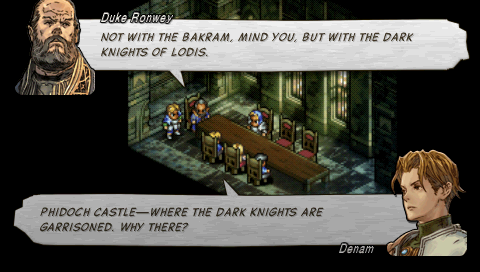 Duke Ronwey
NOT WITH THE BAKRAM, MIND YOU, BUT WITH THE DARK
KNIGHTS OF LODIS.
PHIDOCH CASTLE—WHERE THE DARK KNIGHTS ARE
GARRISONED. WHY THERE?
Denam